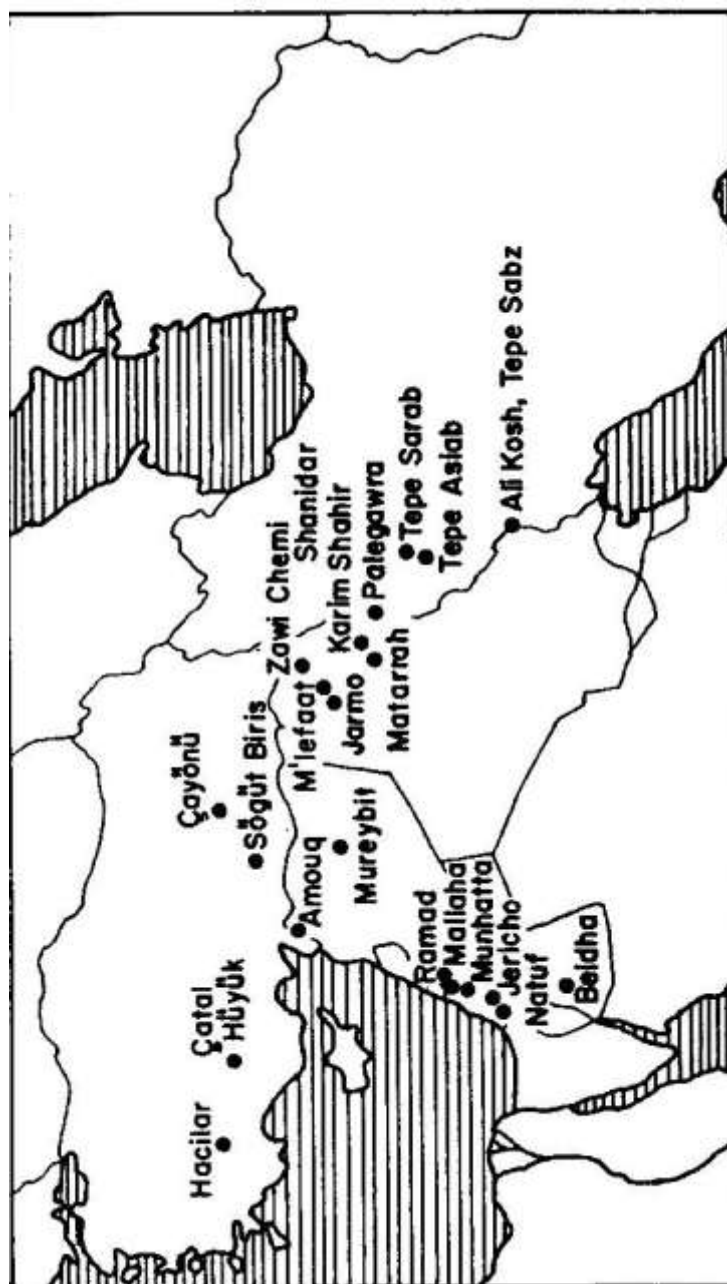 Hacilar
Çatal
Hüyük
Çayönü
Sögüt Biris
Amouq
Mureybit
Zawi Chemi
Shanidar
M'lefaat
Karim Shahir
Jarmo
Palegawra
Matarrah
Tepe Sarab
Tepe Asiab
Ali Kosh, Tepe Sabz
Ramad
Mallaha
Munhatta
Jericho
Natuf
Beidha